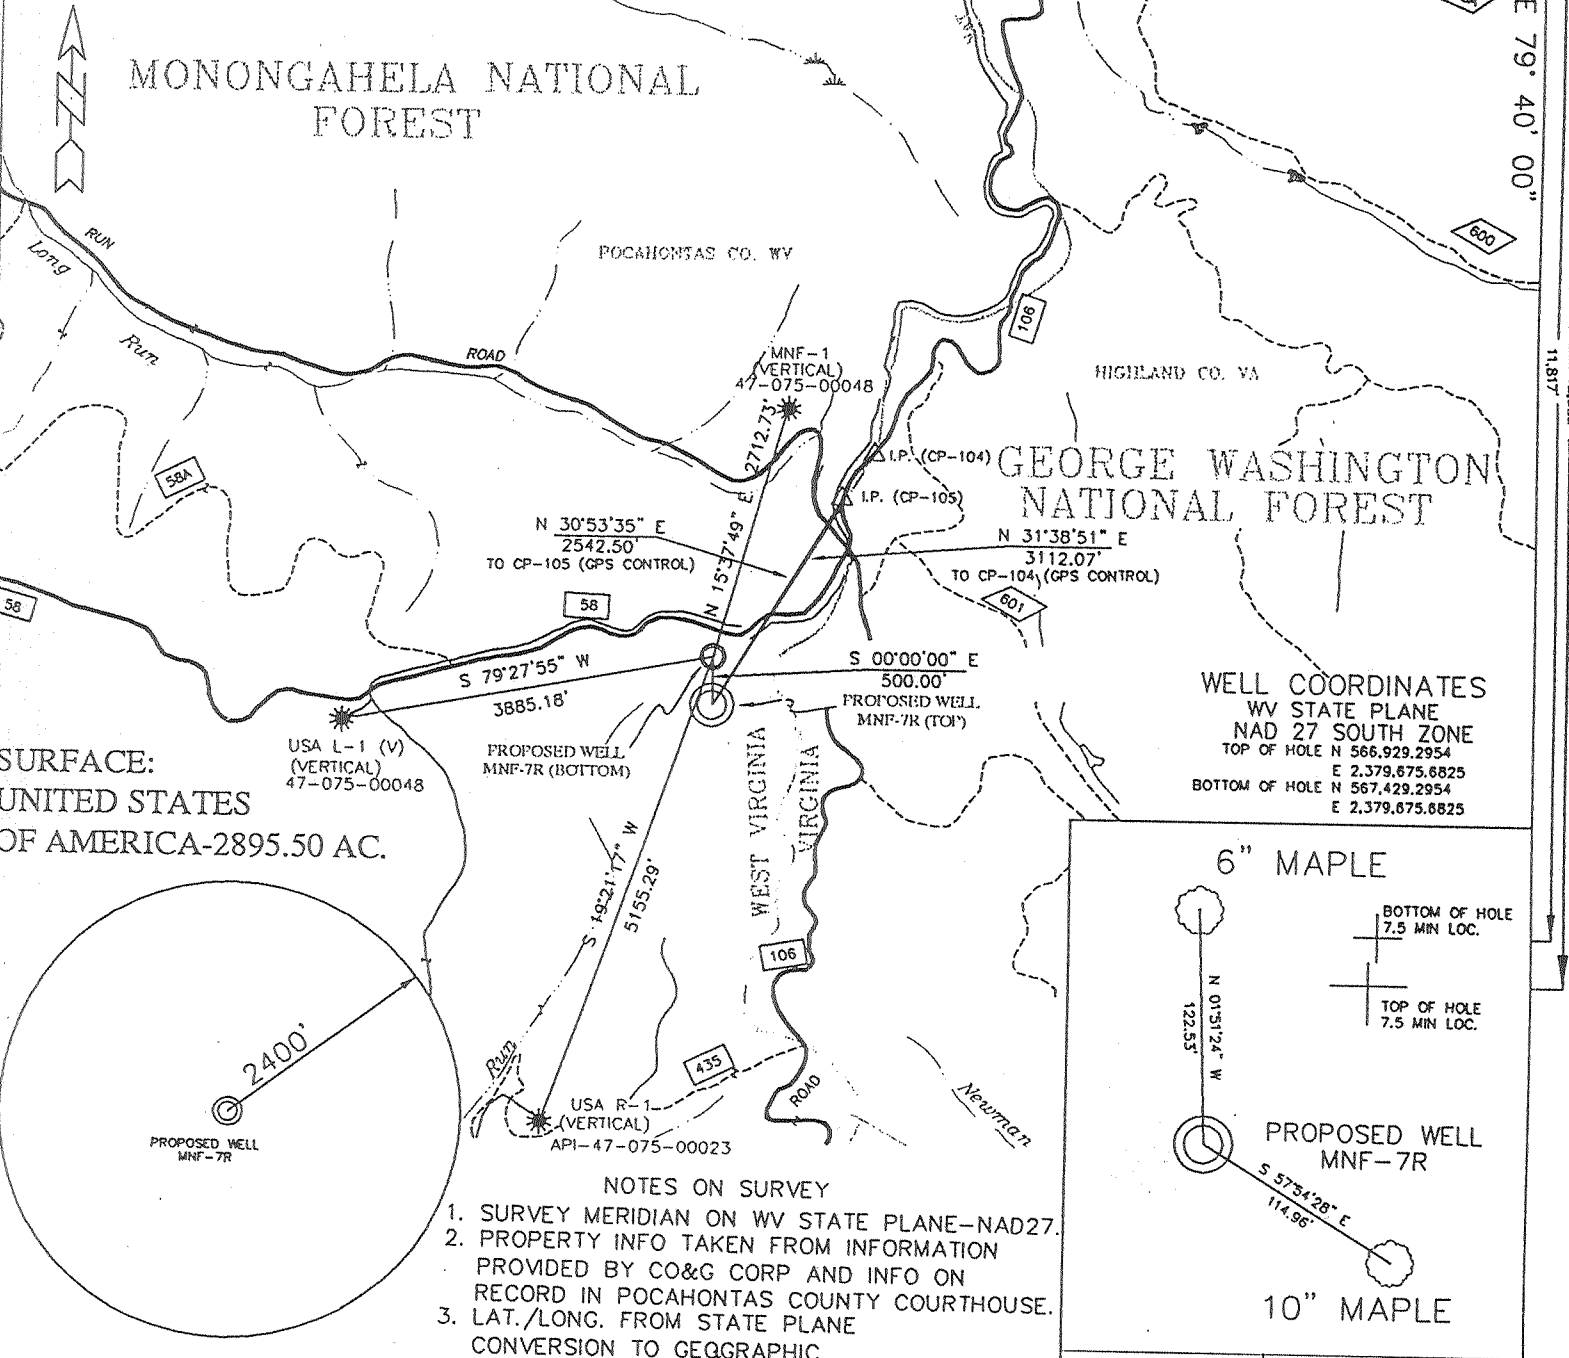 E 79° 40' 00"
MONONGAHELA NATIONAL
FOREST
600
RUN
Long
POCAHONTAS CO. WV
106
11,817'
Run
ROAD
MNF-1
(VERTICAL)
47-075-00048
HIGHLAND CO. VA
2712.73'
N 15°37'49" E
I.P. (CP-104)
GEORGE WASHINGTON
NATIONAL FOREST
58A
I.P. (CP-105)
N 30°53'35" E
2542.50'
TO CP-105 (GPS CONTROL)
N 31°38'51" E
3112.07'
TO CP-104 (GPS CONTROL)
58
58
601
S 79°27'55" W
3885.18'
S 00°00'00" E
500.00'
PROPOSED WELL
MNF-7R (TOP)
WELL COORDINATES
WV STATE PLANE
NAD 27 SOUTH ZONE
TOP OF HOLE N 566,929.2954
E 2,379,675.6825
BOTTOM OF HOLE N 567,429.2954
E 2,379,675.6825
USA L-1 (V)
(VERTICAL)
47-075-00048
PROPOSED WELL
MNF-7R (BOTTOM)
WEST VIRGINIA
VIRGINIA
SURFACE:
UNITED STATES
OF AMERICA-2895.50 AC.
S 19°21'17" W
5155.29'
6" MAPLE
BOTTOM OF HOLE
7.5 MIN LOC.
TOP OF HOLE
7.5 MIN LOC.
N 01°51'24" W
122.53'
106
2400'
PROPOSED WELL
MNF-7R
Run
435
ROAD
Newman
USA R-1
(VERTICAL)
API-47-075-00023
PROPOSED WELL
MNF-7R
S 57°54'28" E
114.96'
10" MAPLE
NOTES ON SURVEY
1. SURVEY MERIDIAN ON WV STATE PLANE-NAD27.
2. PROPERTY INFO TAKEN FROM INFORMATION
PROVIDED BY CO&G CORP AND INFO ON
RECORD IN POCAHONTAS COUNTY COURTHOUSE.
3. LAT./LONG. FROM STATE PLANE
CONVERSION TO GEOGRAPHIC